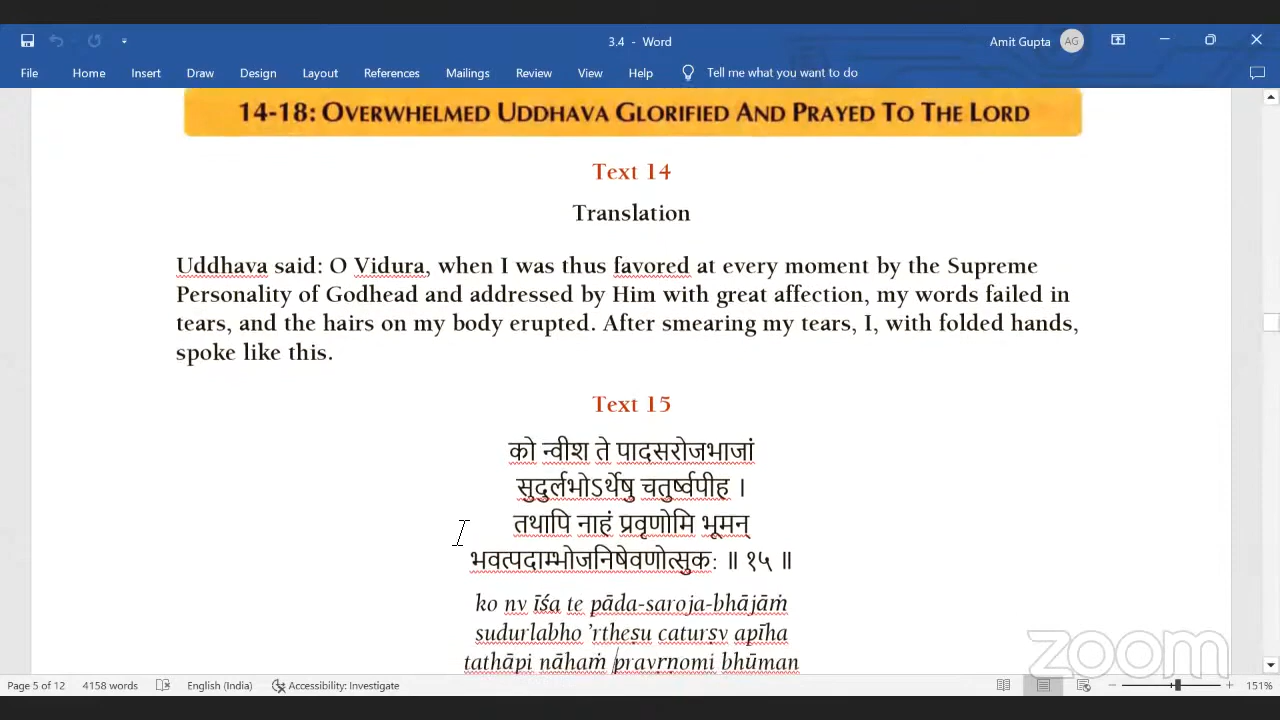 3.4 - Word
Amit Gupta AG
File Home Insert Draw Design Layout References Mailings Review View Help Tell me what you want to do
14-18: OVERWHELMED UDDHAVA GLORIFIED AND PRAYED TO THE LORD
Text 14
Translation
Uddhava said: O Vidura, when I was thus favored at every moment by the Supreme
Personality of Godhead and addressed by Him with great affection, my words failed in
tears, and the hairs on my body erupted. After smearing my tears, I, with folded hands,
spoke like this.
Text 15
को न्वीश ते पादसरोजभाजां
सुदुर्लभोऽर्थेषु चतुर्ष्वपीह ।
तथापि नाहं प्रवृणोमि भूमन्
भवत्पदाम्भोजनिषेवणोत्सुक: ॥ १५ ॥
ko nv īśa te pāda-saroja-bhājāṁ
sudurlabho ’rtheṣu caturṣv apīha
tathāpi nāhaṁ pravṛṇomi bhūman
zoom
Page 5 of 12 4158 words English (India) Accessibility: Investigate 151%